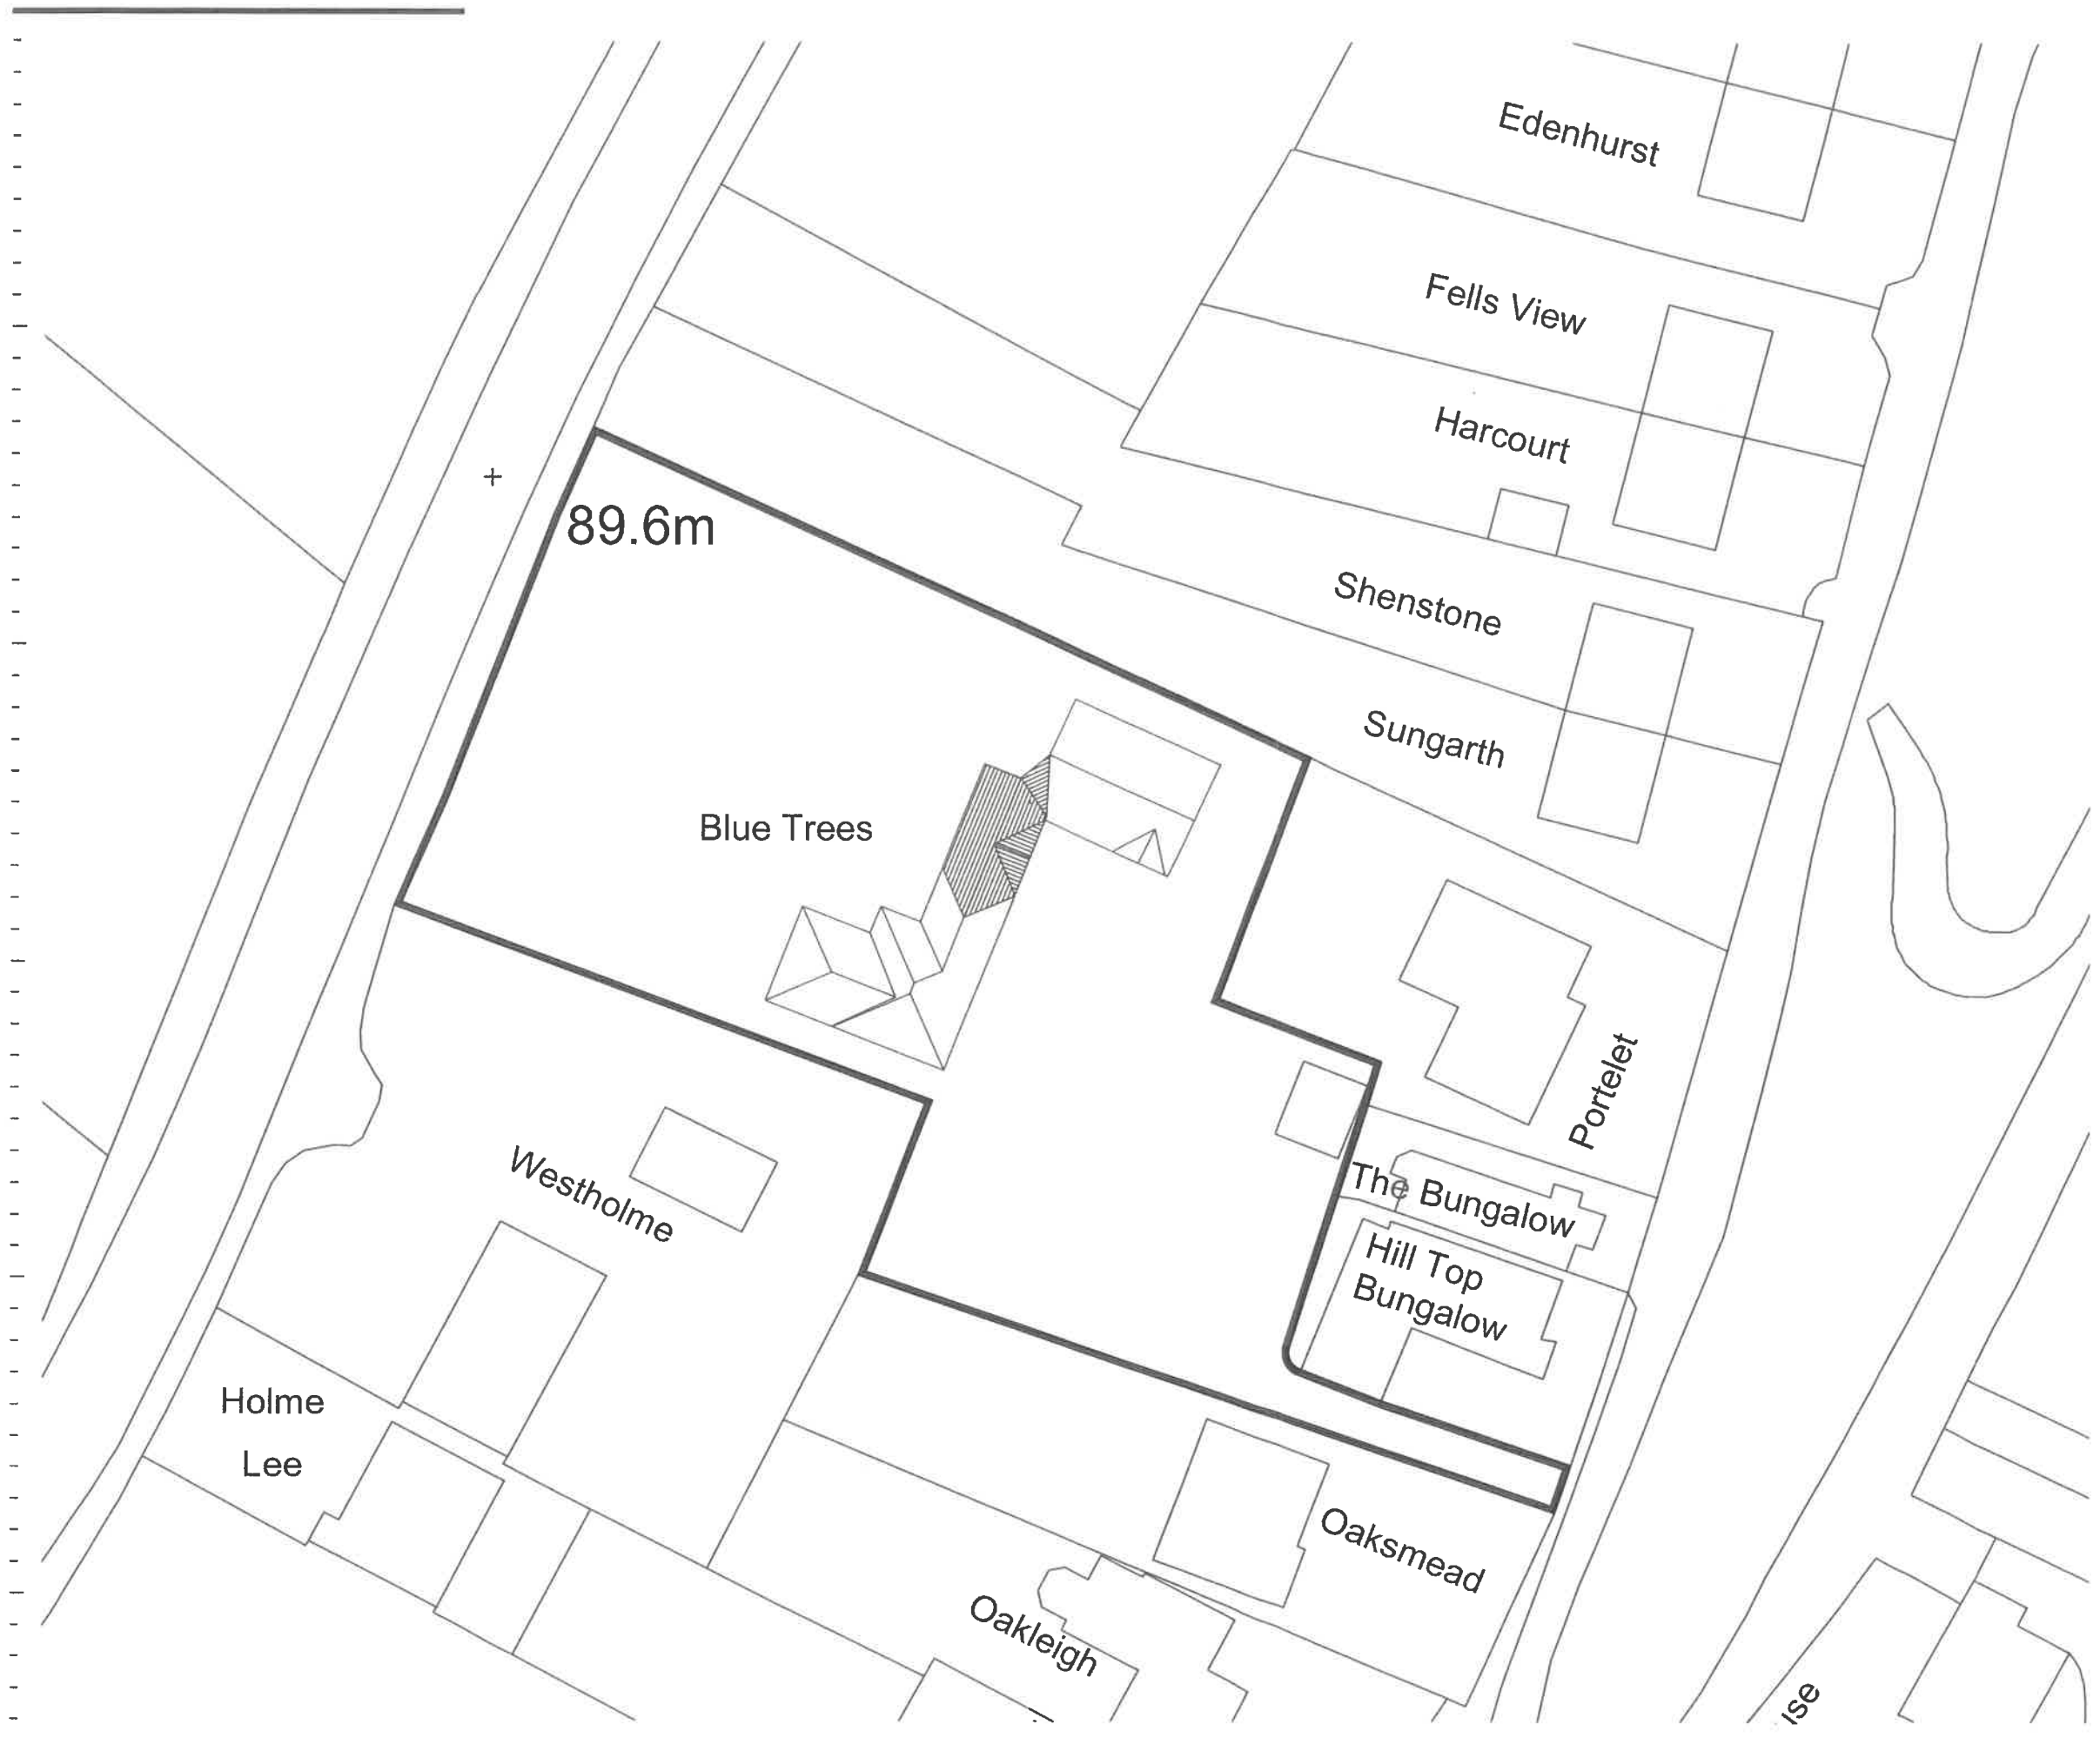 Edenhurst
Fells View
Harcourt
89.6m
Shenstone
Sungarth
Blue Trees
Portelet
Westholme
The Bungalow
Hill Top
Bungalow
Holme
Lee
Oaksmead
Oakleigh